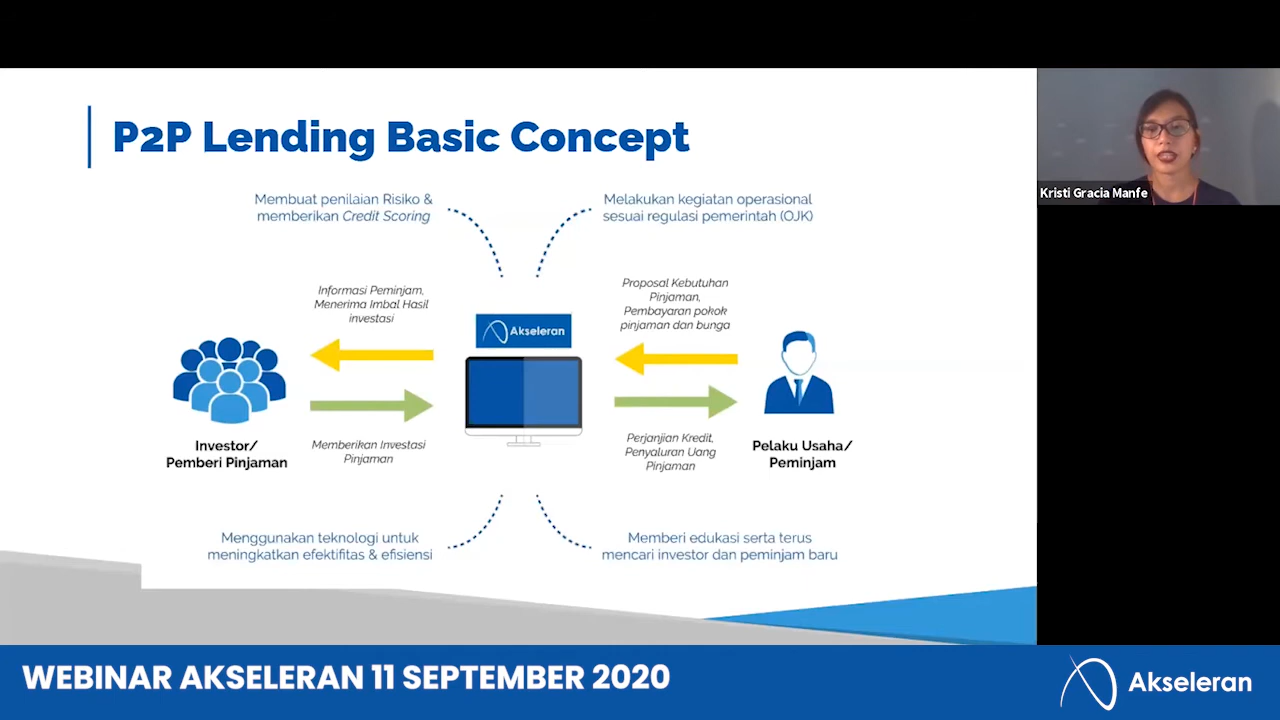 P2P Lending Basic Concept
Membuat penilaian Risiko &
memberikan Credit Scoring
Melakukan kegiatan operasional
sesuai regulasi pemerintah (OJK)
Informasi Peminjam,
Menerima Imbal Hasil
investasi
Proposal Kebutuhan
Pinjaman,
Pembayaran pokok
pinjaman dan bunga
Akseleran
Investor/
Pemberi Pinjaman
Memberikan Investasi
Pinjaman
Perjanjian Kredit,
Penyaluran Uang
Pinjaman
Pelaku Usaha/
Peminjam
Menggunakan teknologi untuk
meningkatkan efektifitas & efisiensi
Memberi edukasi serta terus
mencari investor dan peminjam baru
Kristi Gracia Manfe
WEBINAR AKSELERAN 11 SEPTEMBER 2020
Akseleran